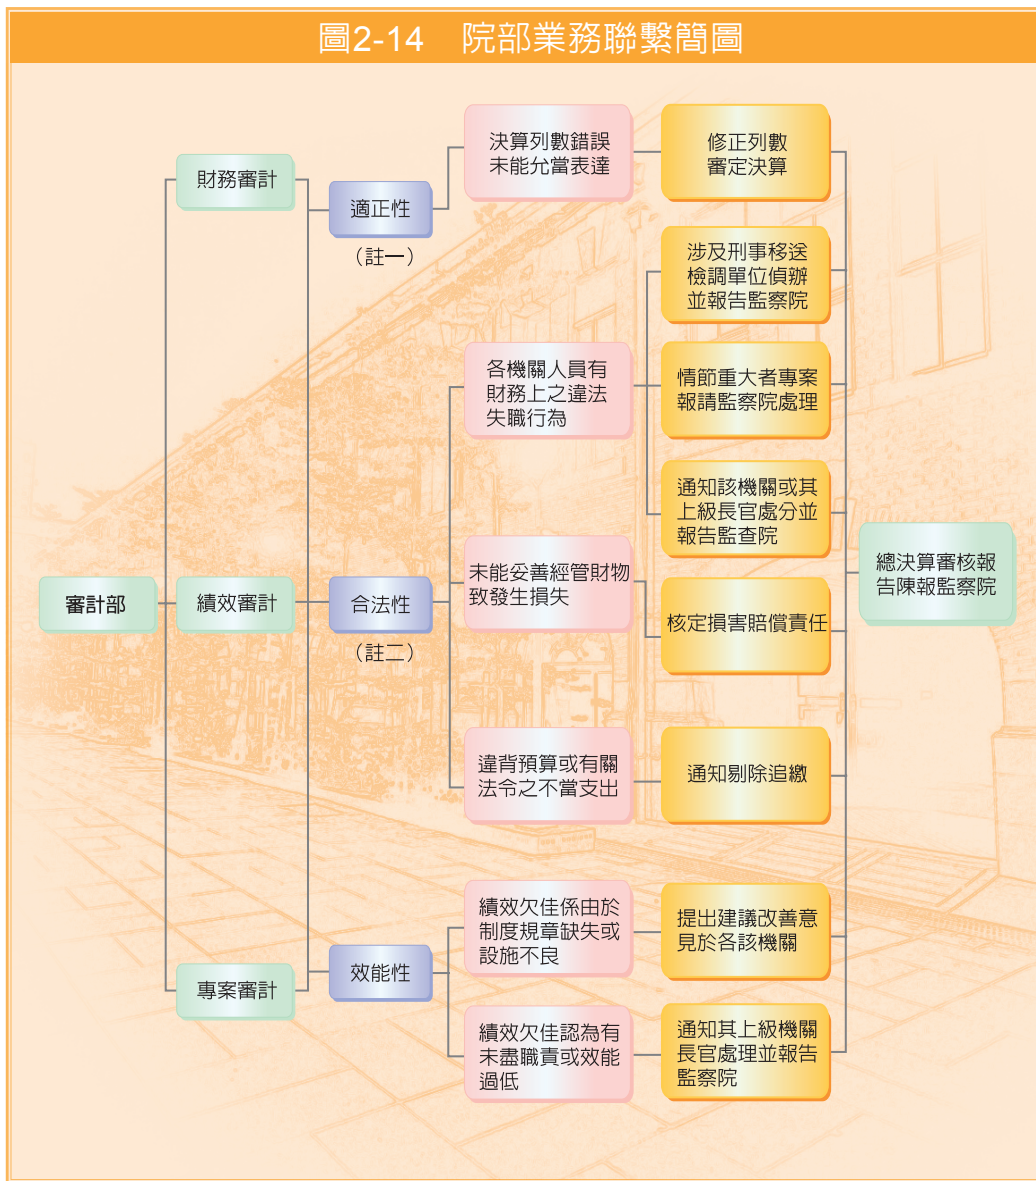 圖2-14　院部業務聯繫簡圖
審計部
財務審計
績效審計
專案審計
適正性
（註一）
合法性
（註二）
效能性
決算列數錯誤
未能允當表達
修正列數
審定決算
各機關人員有
財務上之違法
失職行為
涉及刑事移送
檢調單位偵辦
並報告監察院
情節重大者專案
報請監察院處理
通知該機關或其
上級長官處分並
報告監查院
未能妥善經管財物
致發生損失
核定損害賠償責任
違背預算或有關
法令之不當支出
通知剔除追繳
績效欠佳係由於
制度規章缺失或
設施不良
提出建議改善意
見於各該機關
績效欠佳認為有
未盡職責或效能
過低
通知其上級機關
長官處理並報告
監察院
總決算審核報
告陳報監察院